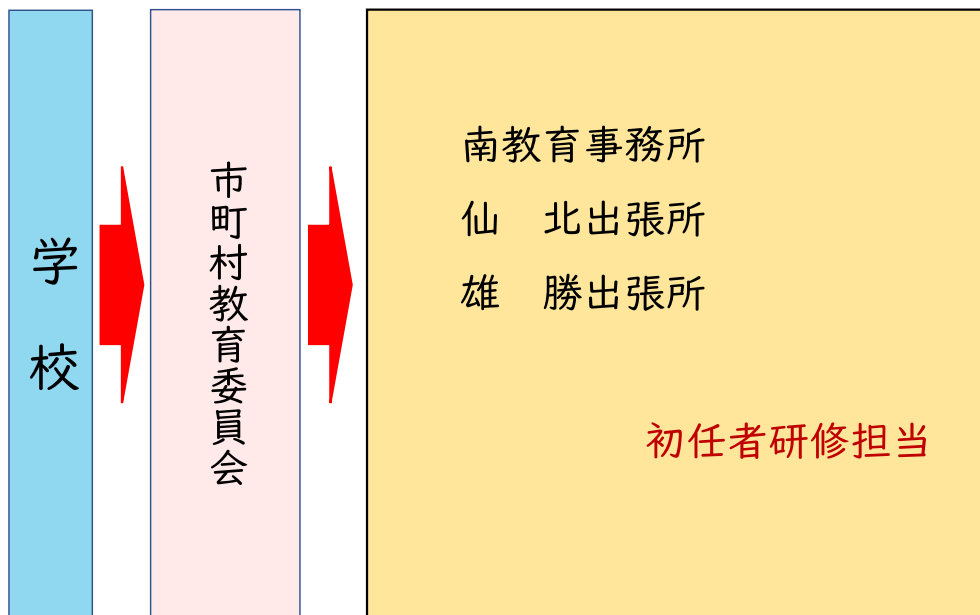 学校
市町村教育委員会
南教育事務所
仙　北出張所
雄　勝出張所
初任者研修担当